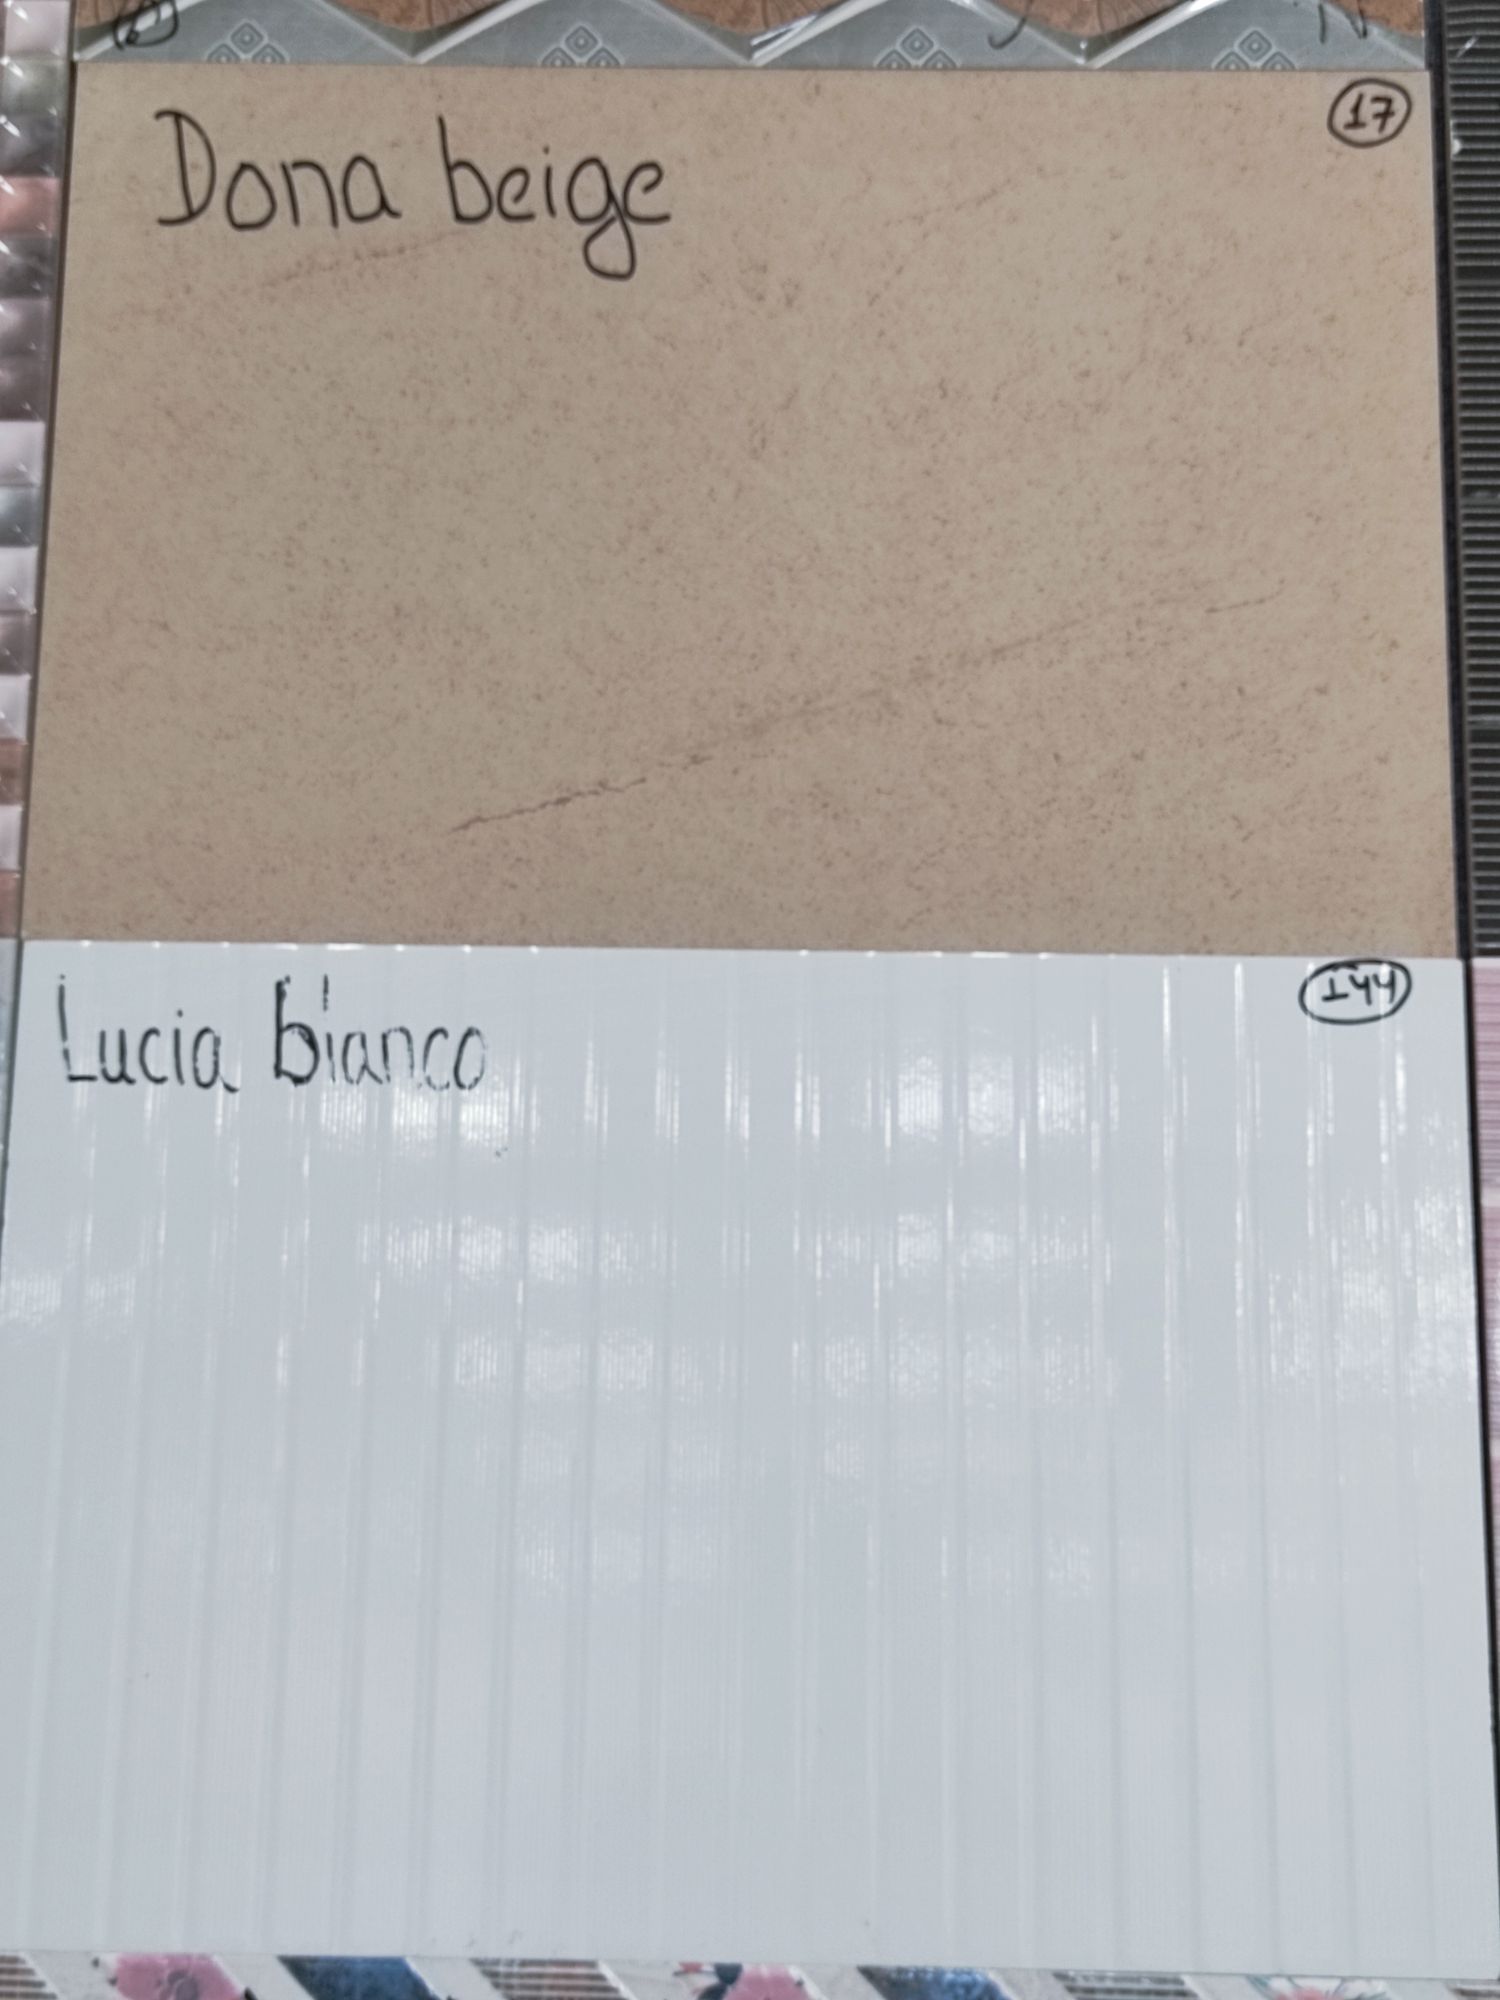 Dona beige
17
Lucia bianco
144